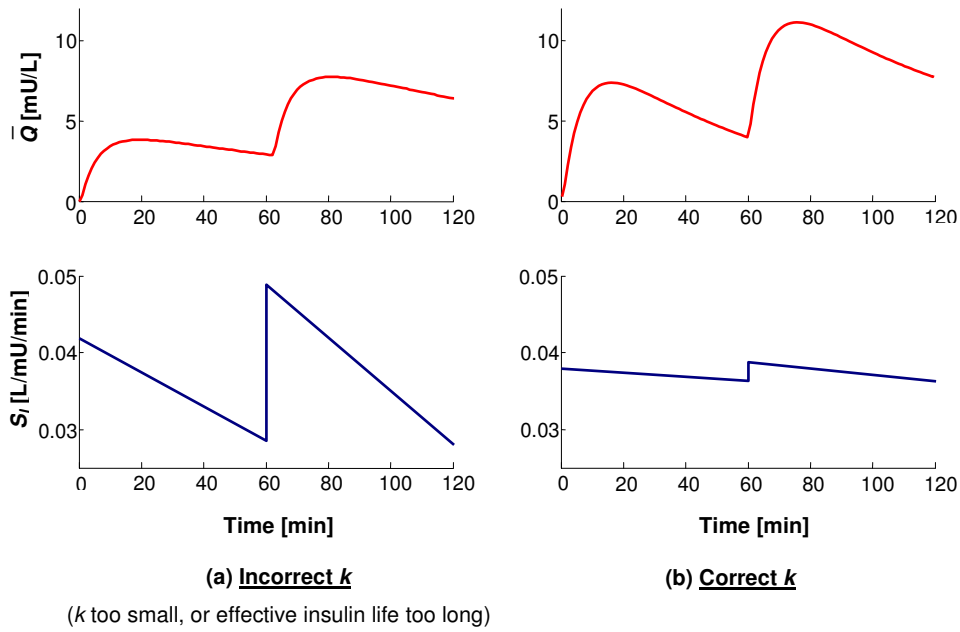 10
5
0
Q̄ [mU/L]
0 20 40 60 80 100 120
10
5
0
0 20 40 60 80 100 120
0.05
0.04
0.03
S_I [L/mU/min]
0 20 40 60 80 100 120
Time [min]
0.05
0.04
0.03
0 20 40 60 80 100 120
Time [min]
(a) Incorrect k
(k too small, or effective insulin life too long)
(b) Correct k